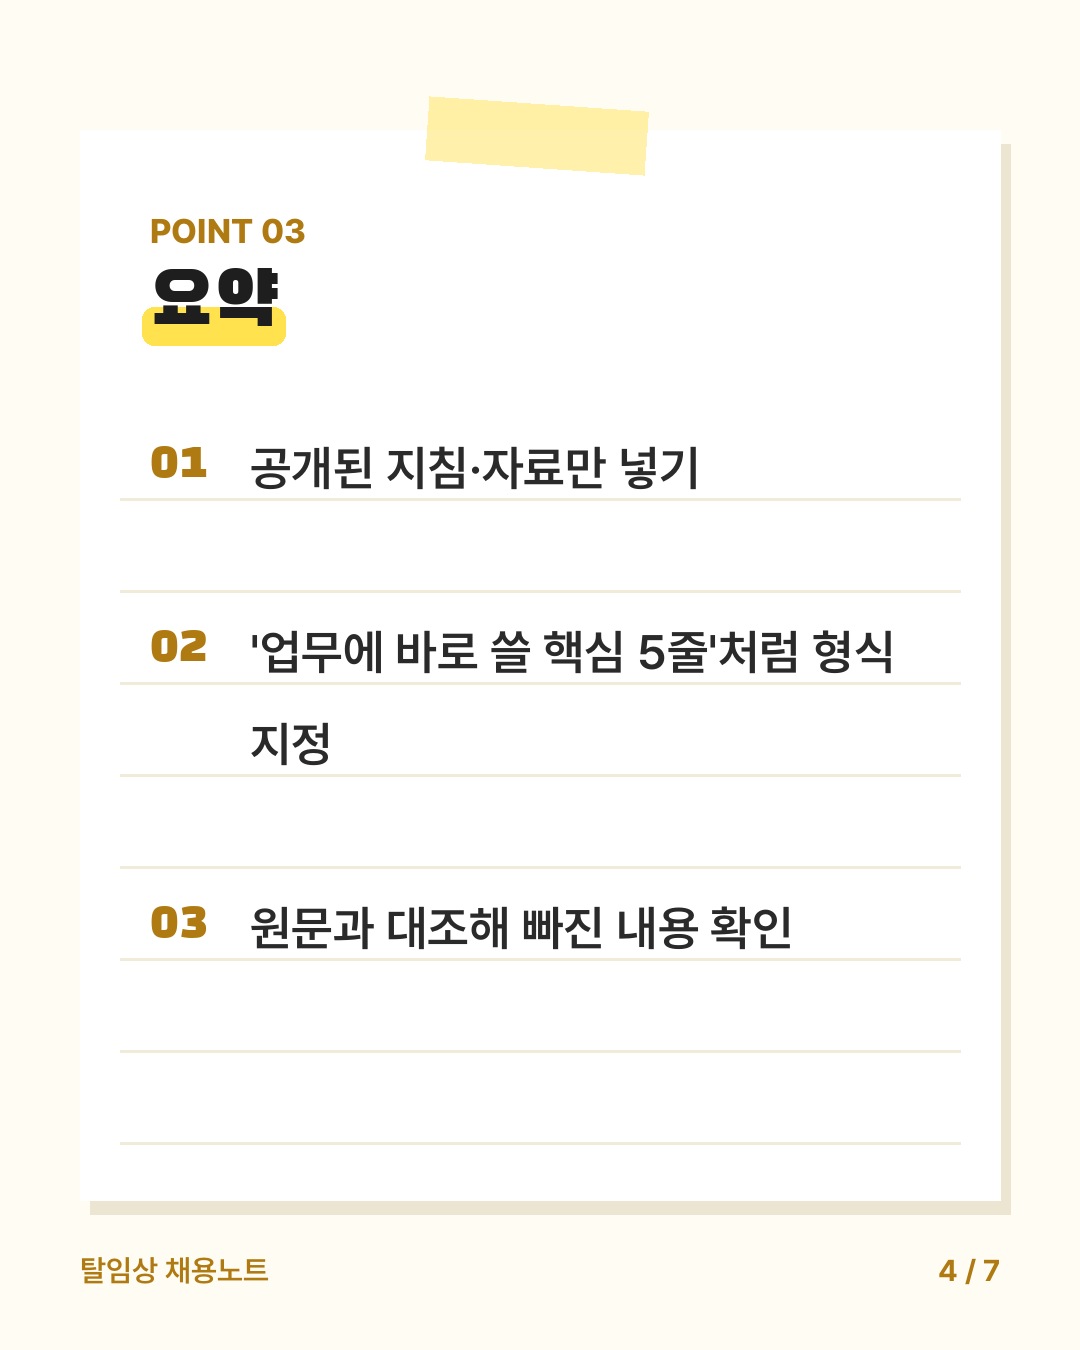 POINT 03
요약
01 공개된 지침·자료만 넣기
02 '업무에 바로 쓸 핵심 5줄'처럼 형식
지정
03 원문과 대조해 빠진 내용 확인
탈임상 채용노트 4 / 7